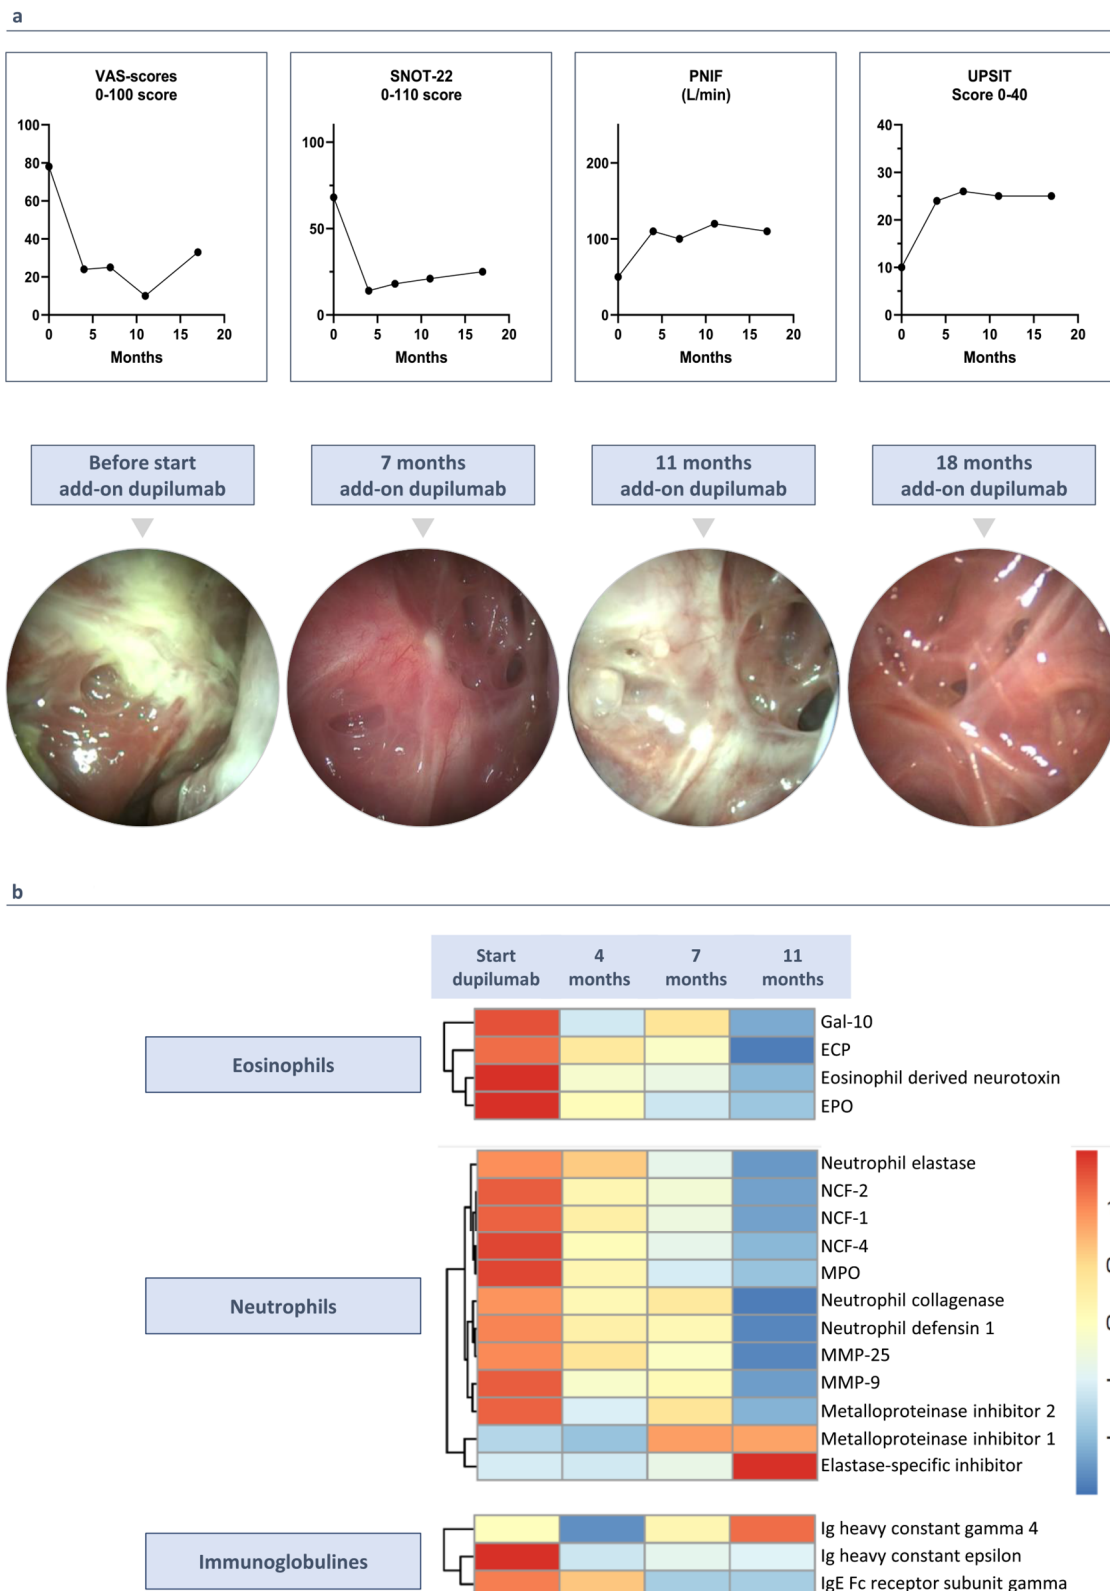 a
VAS-scores
0-100 score
100
80
60
40
20
0
0 5 10 15 20
Months
SNOT-22
0-110 score
100
50
0
0 5 10 15 20
Months
PNIF
(L/min)
200
100
0
0 5 10 15 20
Months
UPSIT
Score 0-40
40
30
20
10
0
0 5 10 15 20
Months
Before start
add-on dupilumab
7 months
add-on dupilumab
11 months
add-on dupilumab
18 months
add-on dupilumab
b
Start
dupilumab
4
months
7
months
11
months
Eosinophils
Gal-10
ECP
Eosinophil derived neurotoxin
EPO
Neutrophils
Neutrophil elastase
NCF-2
NCF-1
NCF-4
MPO
Neutrophil collagenase
Neutrophil defensin 1
MMP-25
MMP-9
Metalloproteinase inhibitor 2
Metalloproteinase inhibitor 1
Elastase-specific inhibitor
Immunoglobulines
Ig heavy constant gamma 4
Ig heavy constant epsilon
IgE Fc receptor subunit gamma